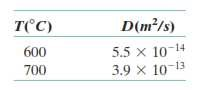 T(°C) D(m²/s)
600 5.5 × 10⁻¹⁴
700 3.9 × 10⁻¹³